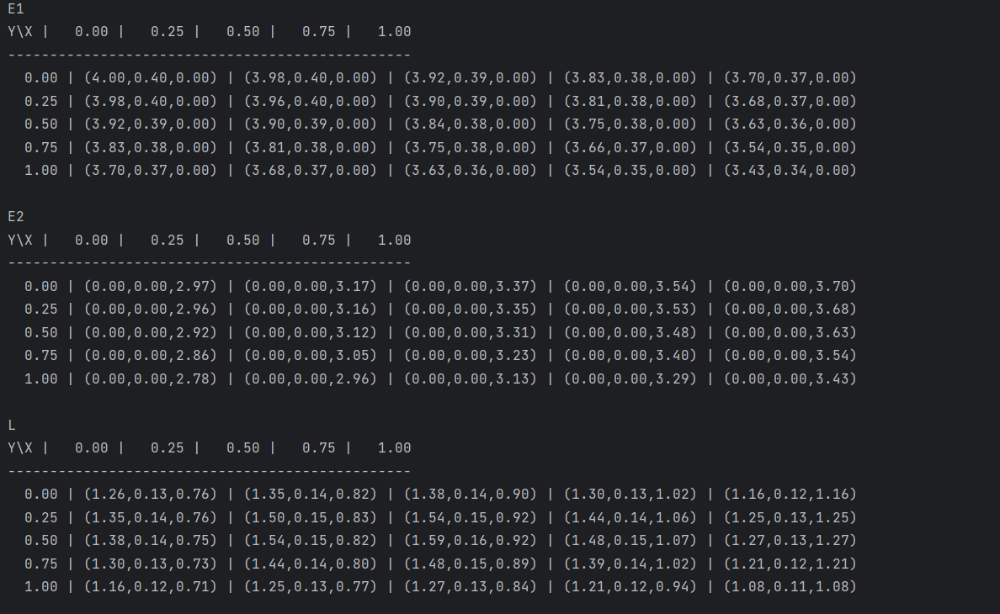 E1
Y\X |   0.00 |   0.25 |   0.50 |   0.75 |   1.00
------------------------------------------------
  0.00 | (4.00,0.40,0.00) | (3.98,0.40,0.00) | (3.92,0.39,0.00) | (3.83,0.38,0.00) | (3.70,0.37,0.00)
  0.25 | (3.98,0.40,0.00) | (3.96,0.40,0.00) | (3.90,0.39,0.00) | (3.81,0.38,0.00) | (3.68,0.37,0.00)
  0.50 | (3.92,0.39,0.00) | (3.90,0.39,0.00) | (3.84,0.38,0.00) | (3.75,0.38,0.00) | (3.63,0.36,0.00)
  0.75 | (3.83,0.38,0.00) | (3.81,0.38,0.00) | (3.75,0.38,0.00) | (3.66,0.37,0.00) | (3.54,0.35,0.00)
  1.00 | (3.70,0.37,0.00) | (3.68,0.37,0.00) | (3.63,0.36,0.00) | (3.54,0.35,0.00) | (3.43,0.34,0.00)
E2
Y\X |   0.00 |   0.25 |   0.50 |   0.75 |   1.00
------------------------------------------------
  0.00 | (0.00,0.00,2.97) | (0.00,0.00,3.17) | (0.00,0.00,3.37) | (0.00,0.00,3.54) | (0.00,0.00,3.70)
  0.25 | (0.00,0.00,2.96) | (0.00,0.00,3.16) | (0.00,0.00,3.35) | (0.00,0.00,3.53) | (0.00,0.00,3.68)
  0.50 | (0.00,0.00,2.92) | (0.00,0.00,3.12) | (0.00,0.00,3.31) | (0.00,0.00,3.48) | (0.00,0.00,3.63)
  0.75 | (0.00,0.00,2.86) | (0.00,0.00,3.05) | (0.00,0.00,3.23) | (0.00,0.00,3.40) | (0.00,0.00,3.54)
  1.00 | (0.00,0.00,2.78) | (0.00,0.00,2.96) | (0.00,0.00,3.13) | (0.00,0.00,3.29) | (0.00,0.00,3.43)
L
Y\X |   0.00 |   0.25 |   0.50 |   0.75 |   1.00
------------------------------------------------
  0.00 | (1.26,0.13,0.76) | (1.35,0.14,0.82) | (1.38,0.14,0.90) | (1.30,0.13,1.02) | (1.16,0.12,1.16)
  0.25 | (1.35,0.14,0.76) | (1.50,0.15,0.83) | (1.54,0.15,0.92) | (1.44,0.14,1.06) | (1.25,0.13,1.25)
  0.50 | (1.38,0.14,0.75) | (1.54,0.15,0.82) | (1.59,0.16,0.92) | (1.48,0.15,1.07) | (1.27,0.13,1.27)
  0.75 | (1.30,0.13,0.73) | (1.44,0.14,0.80) | (1.48,0.15,0.89) | (1.39,0.14,1.02) | (1.21,0.12,1.21)
  1.00 | (1.16,0.12,0.71) | (1.25,0.13,0.77) | (1.27,0.13,0.84) | (1.21,0.12,0.94) | (1.08,0.11,1.08)